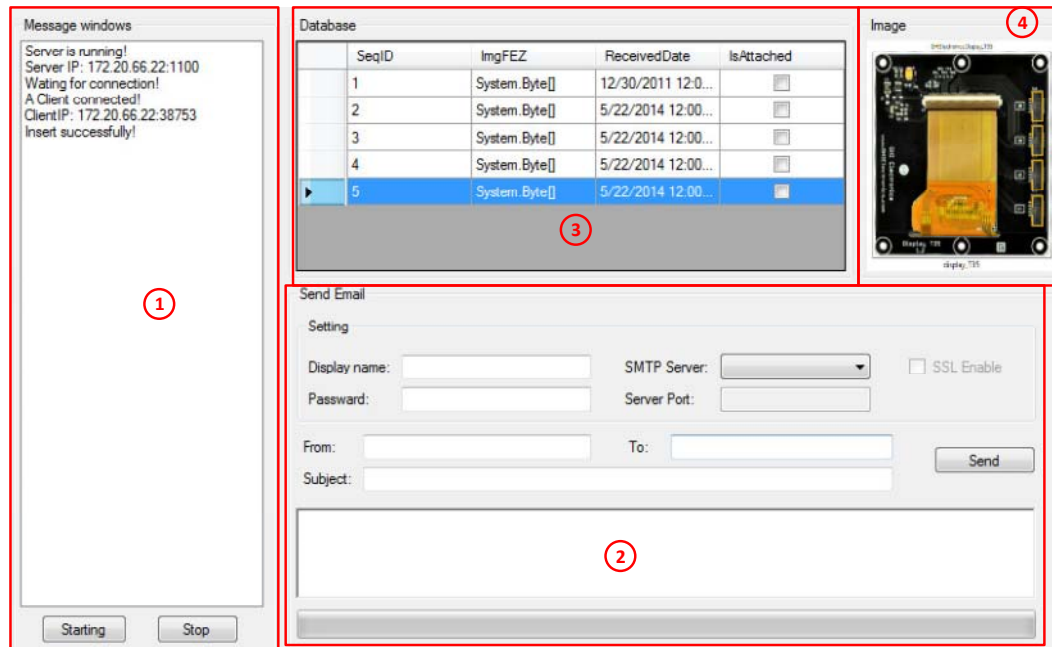 Message windows
Server is running!
Server IP: 172.20.66.22:1100
Wating for connection!
A Client connected!
ClientIP: 172.20.66.22:38753
Insert successfully!
1
Starting
Stop
Database
SeqID ImgFEZ ReceivedDate IsAttached
1 System.Byte[] 12/30/2011 12:0...
2 System.Byte[] 5/22/2014 12:00...
3 System.Byte[] 5/22/2014 12:00...
4 System.Byte[] 5/22/2014 12:00...
5 System.Byte[] 5/22/2014 12:00...
3
Image
4
GHI Electronics
Display T35
display_T35
Send Email
Setting
Display name:
SMTP Server:
SSL Enable
Passward:
Server Port:
From:
To:
Send
Subject:
2